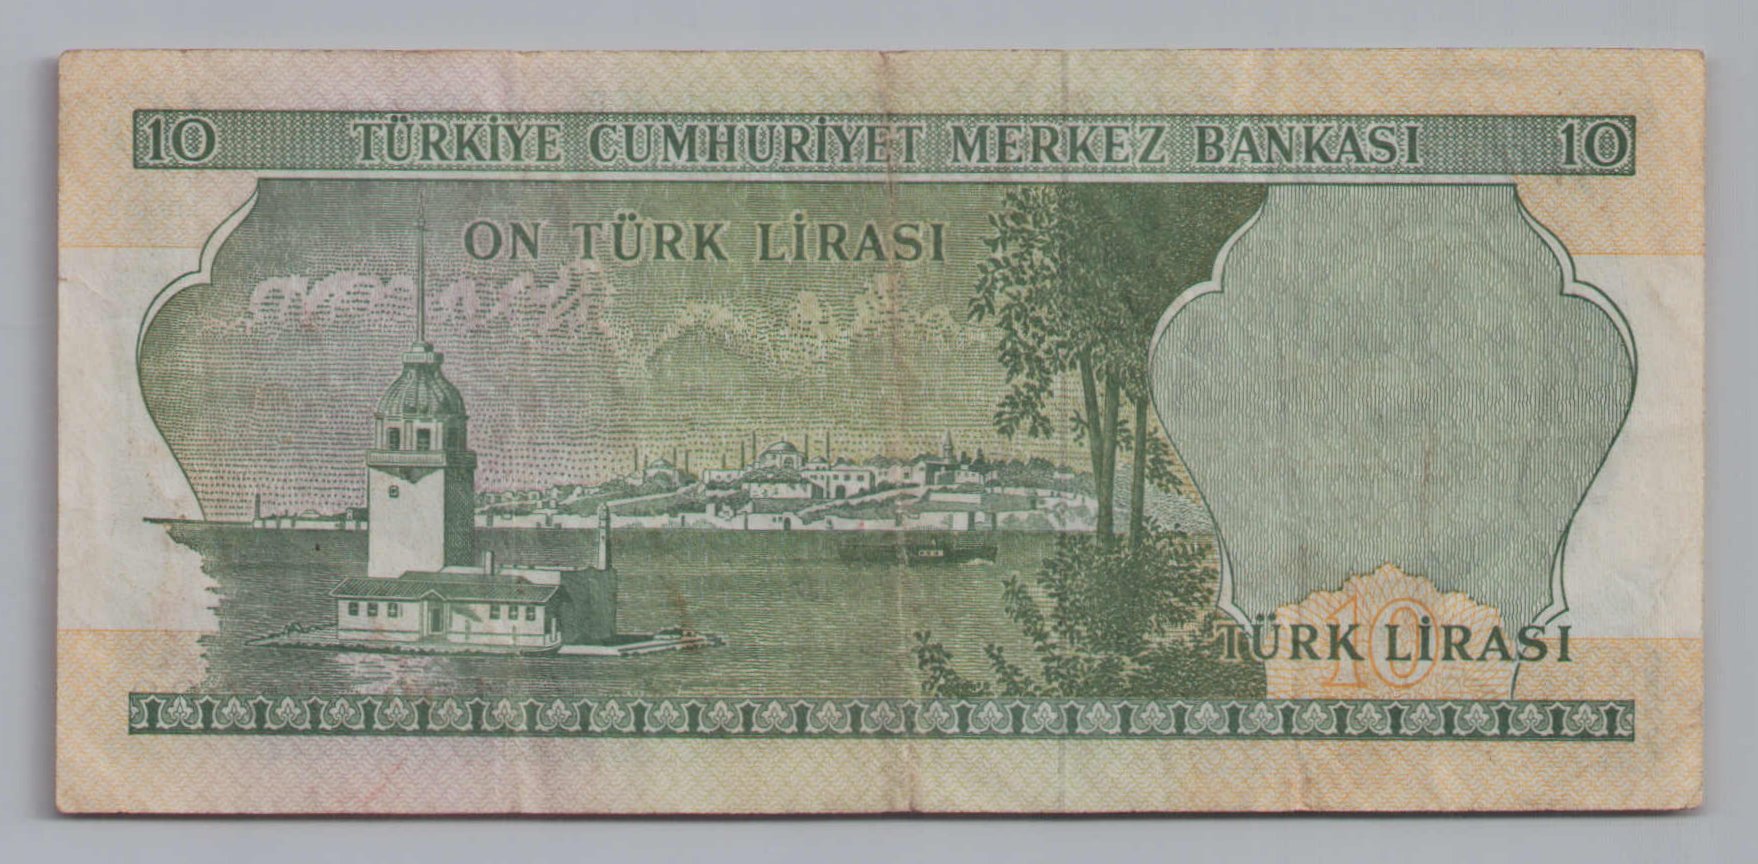 10 TÜRKİYE CUMHURİYET MERKEZ BANKASI 10
ON TÜRK LİRASI
10
TÜRK LİRASI